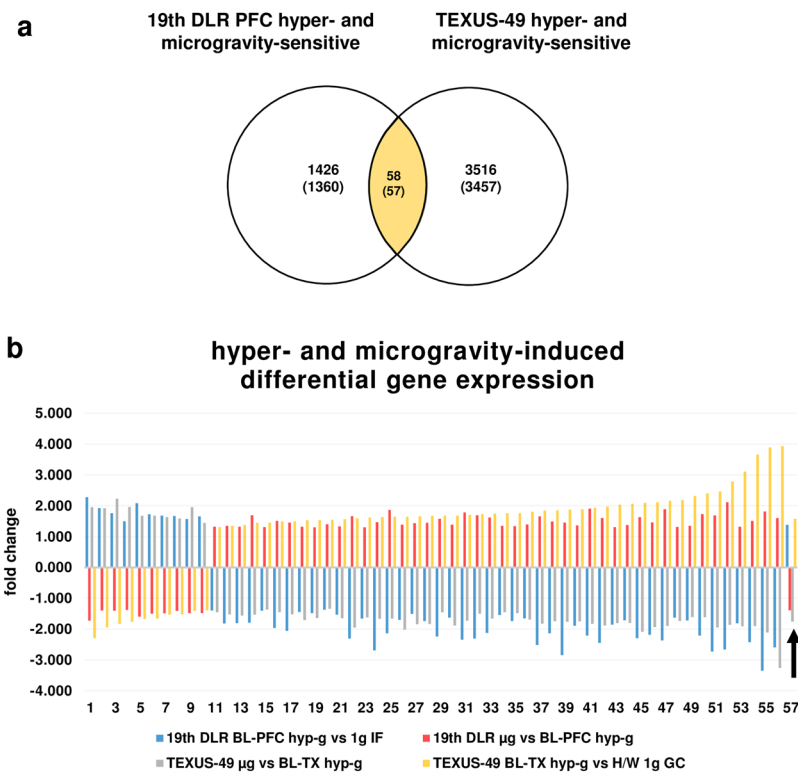 a
19th DLR PFC hyper- and
microgravity-sensitive
TEXUS-49 hyper- and
microgravity-sensitive
1426
(1360)
58
(57)
3516
(3457)
b
hyper- and microgravity-induced
differential gene expression
fold change
5.000
4.000
3.000
2.000
1.000
0.000
-1.000
-2.000
-3.000
-4.000
1 3 5 7 9 11 13 15 17 19 21 23 25 27 29 31 33 35 37 39 41 43 45 47 49 51 53 55 57
19th DLR BL-PFC hyp-g vs 1g IF
19th DLR µg vs BL-PFC hyp-g
TEXUS-49 µg vs BL-TX hyp-g
TEXUS-49 BL-TX hyp-g vs H/W 1g GC